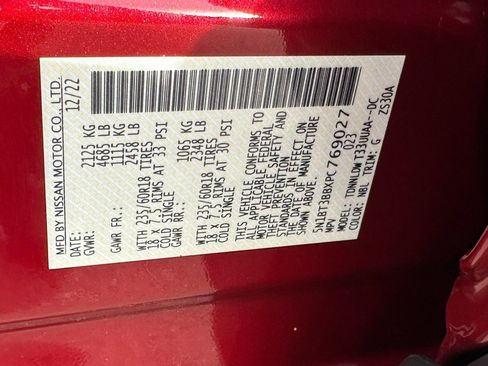 MFD BY NISSAN MOTOR CO., LTD.
DATE: 12/22
GVWR: 2125 KG
4685 LB
GAWR FR.: 1115 KG
2458 LB
WITH 235/60R18 TIRES
18 X 7.5 RIMS AT 33 PSI
COLD SINGLE
GAWR RR.: 1065 KG
2348 LB
WITH 235/60R18 TIRES
18 X 7.5 RIMS AT 30 PSI
COLD SINGLE
THIS VEHICLE CONFORMS TO
ALL APPLICABLE FEDERAL
MOTOR VEHICLE SAFETY AND
THEFT PREVENTION
STANDARDS IN EFFECT ON
THE DATE OF MANUFACTURE
SHOWN ABOVE.
5N1BT3BBXPC769027
MPV 023
MODEL: TDNNLDW T33UUAA--DC
COLOR: NBL TRIM: G ZS30A